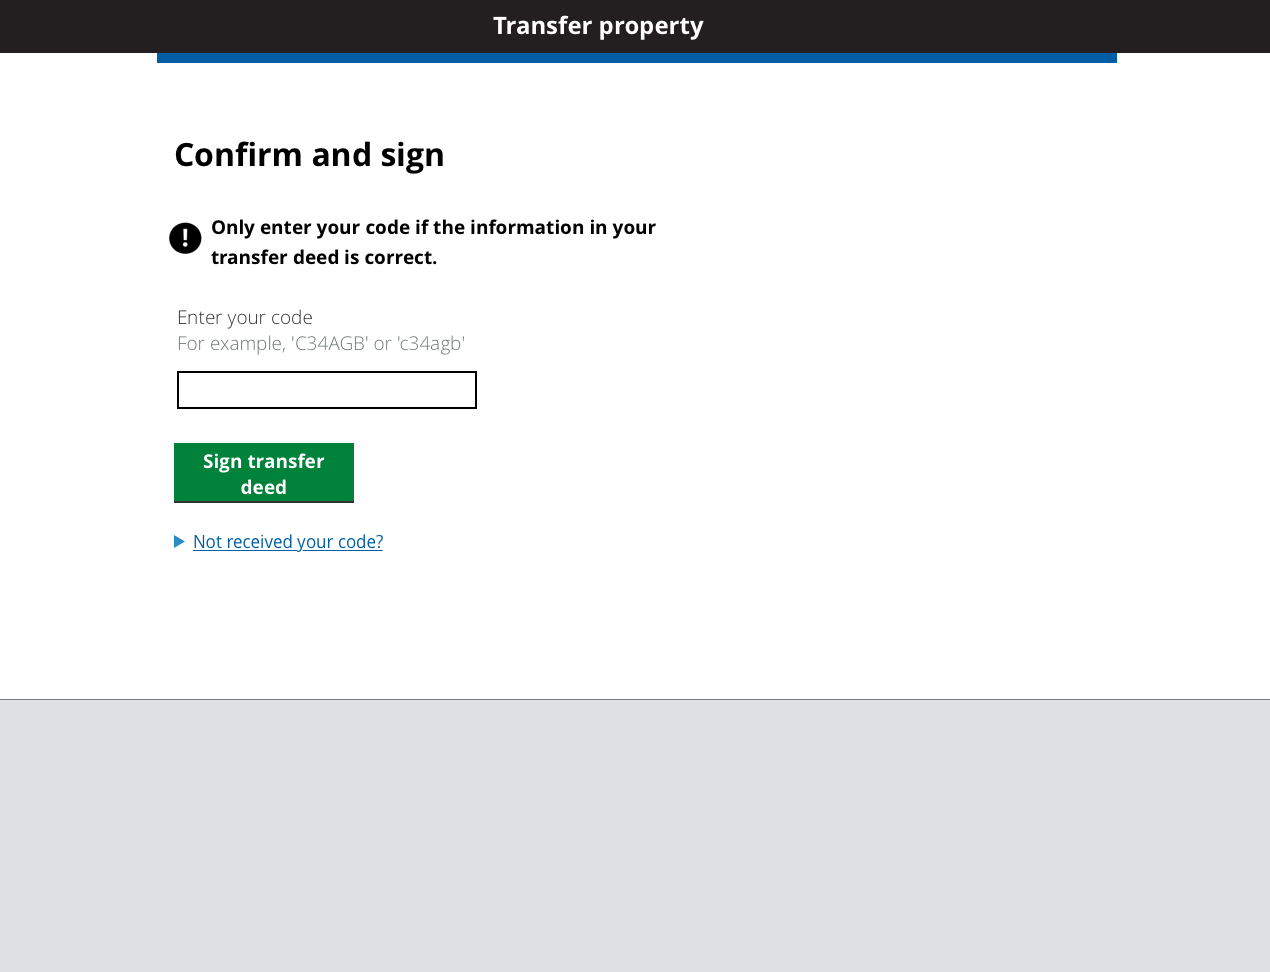 Transfer property
Confirm and sign
Only enter your code if the information in your
transfer deed is correct.
Enter your code
For example, 'C34AGB' or 'c34agb'
Sign transfer
deed
Not received your code?